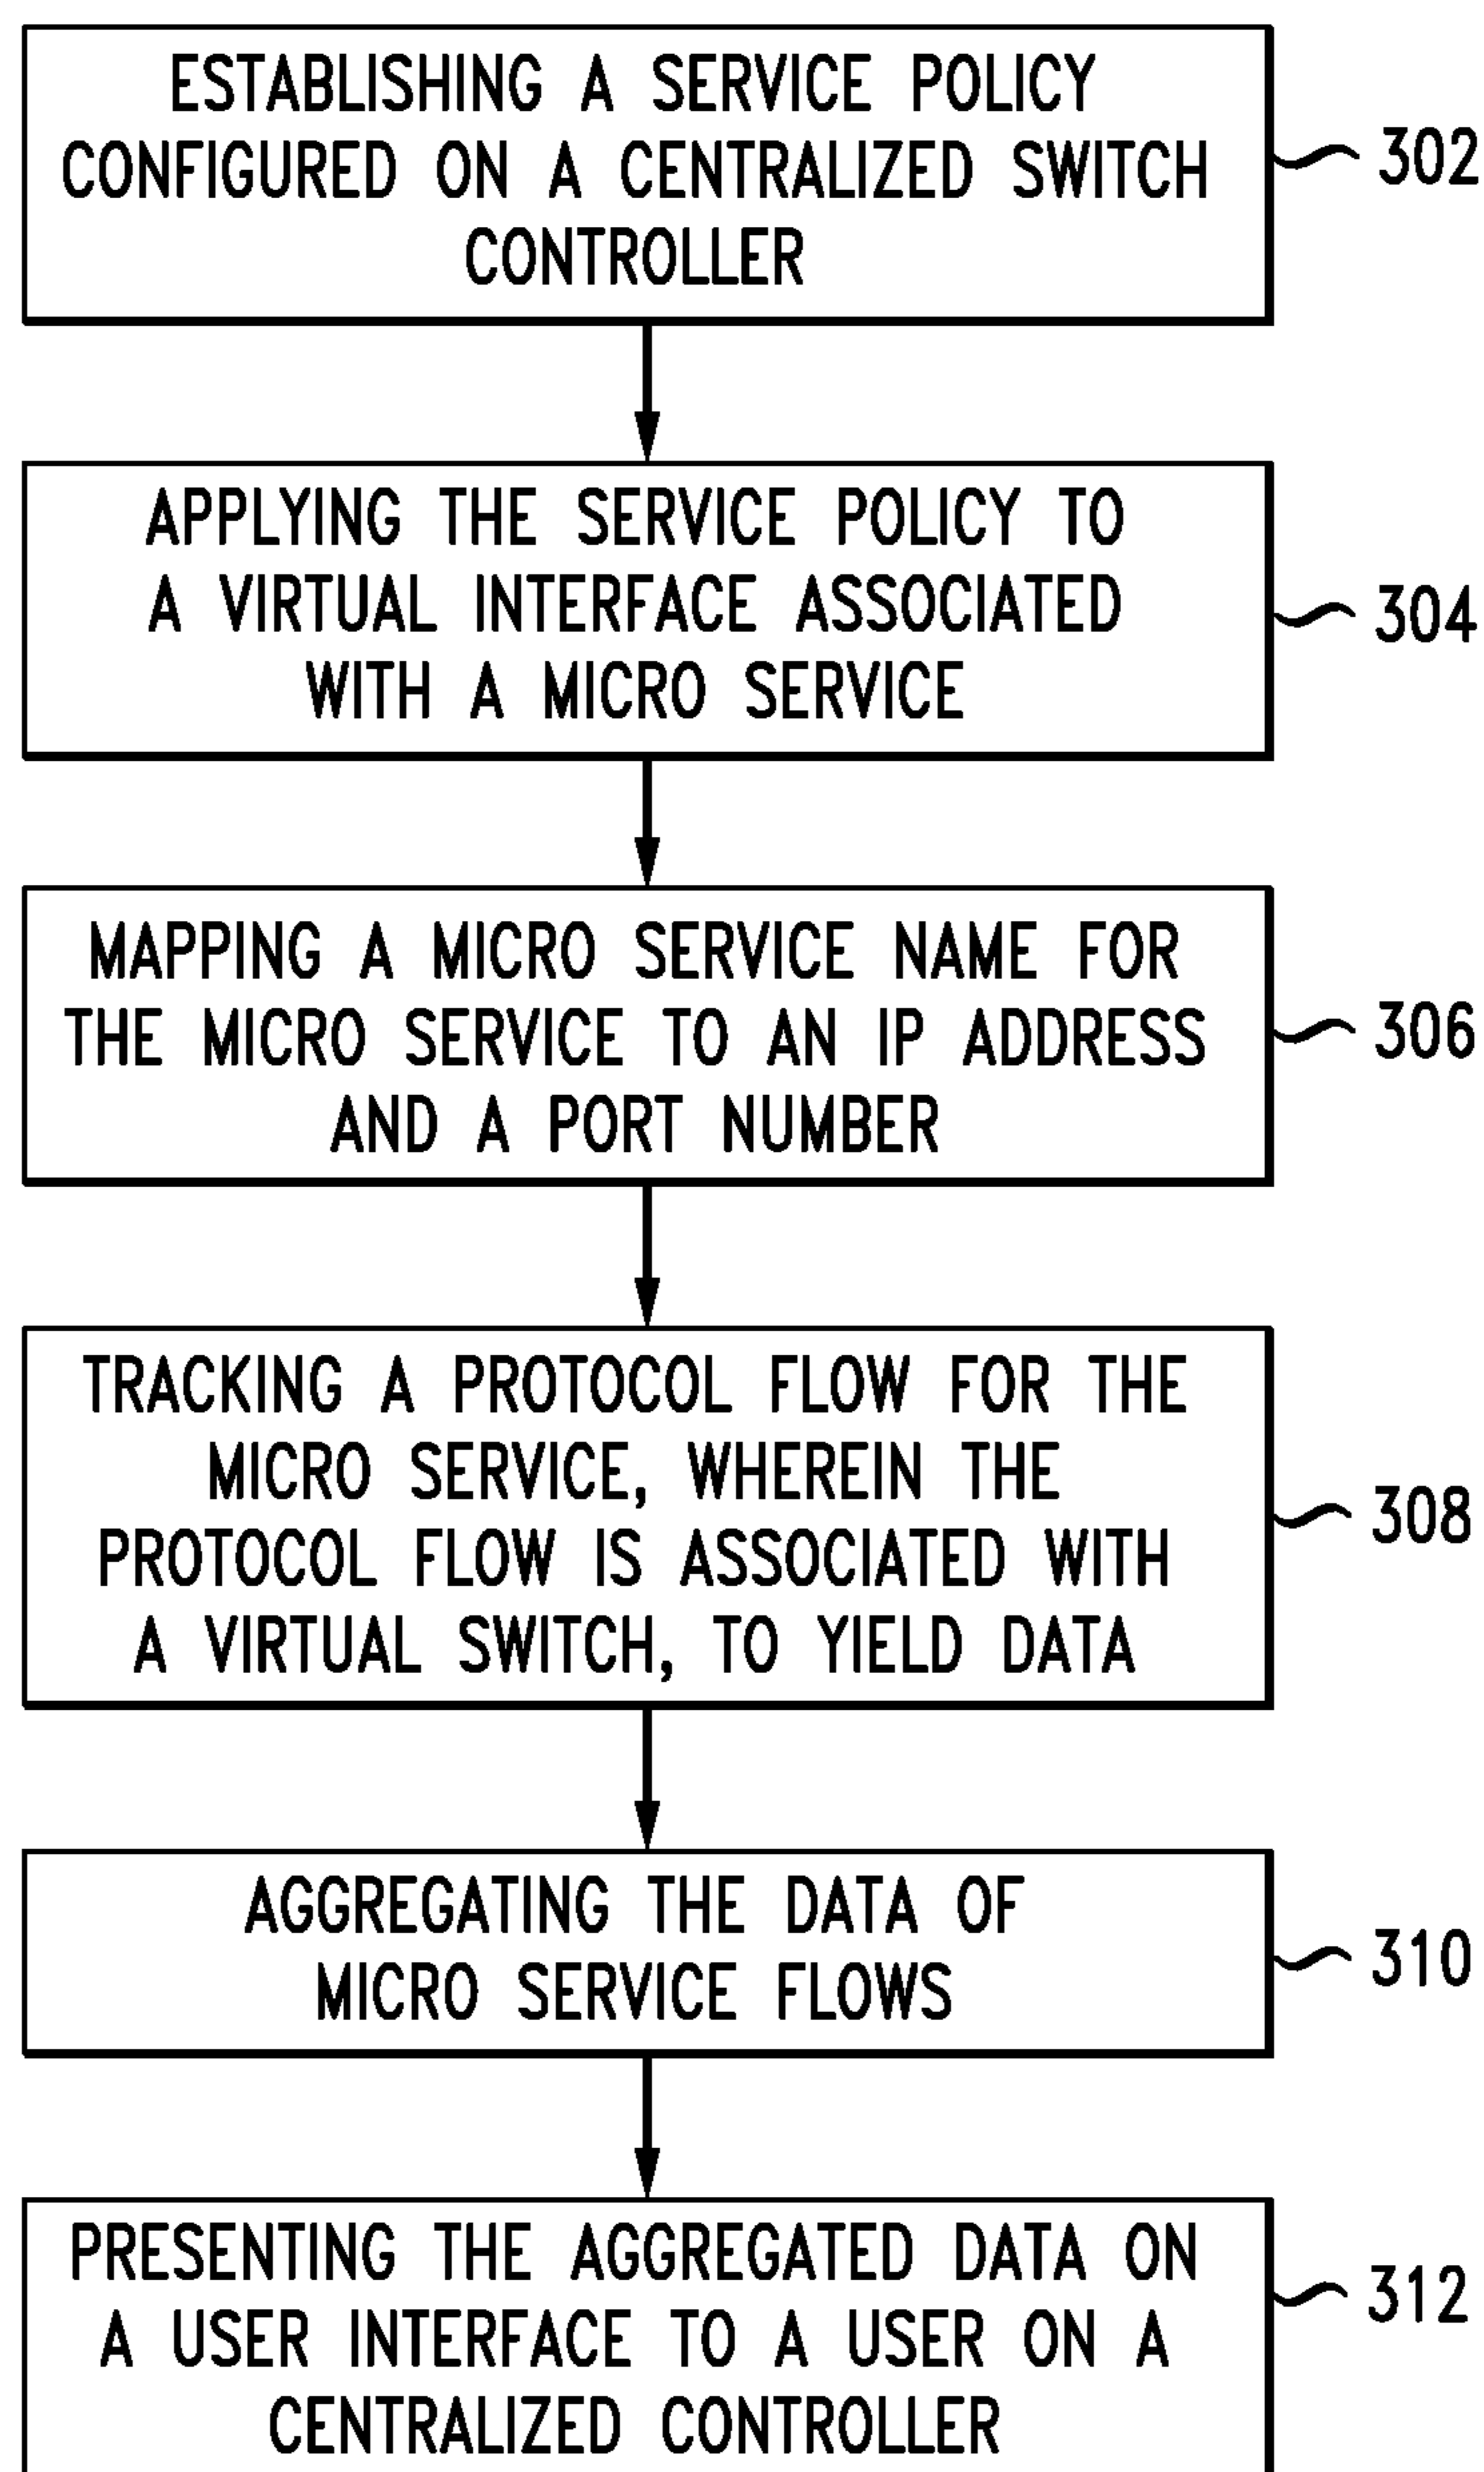 ESTABLISHING A SERVICE POLICY
CONFIGURED ON A CENTRALIZED SWITCH
CONTROLLER
302
APPLYING THE SERVICE POLICY TO
A VIRTUAL INTERFACE ASSOCIATED
WITH A MICRO SERVICE
304
MAPPING A MICRO SERVICE NAME FOR
THE MICRO SERVICE TO AN IP ADDRESS
AND A PORT NUMBER
306
TRACKING A PROTOCOL FLOW FOR THE
MICRO SERVICE, WHEREIN THE
PROTOCOL FLOW IS ASSOCIATED WITH
A VIRTUAL SWITCH, TO YIELD DATA
308
AGGREGATING THE DATA OF
MICRO SERVICE FLOWS
310
PRESENTING THE AGGREGATED DATA ON
A USER INTERFACE TO A USER ON A
CENTRALIZED CONTROLLER
312